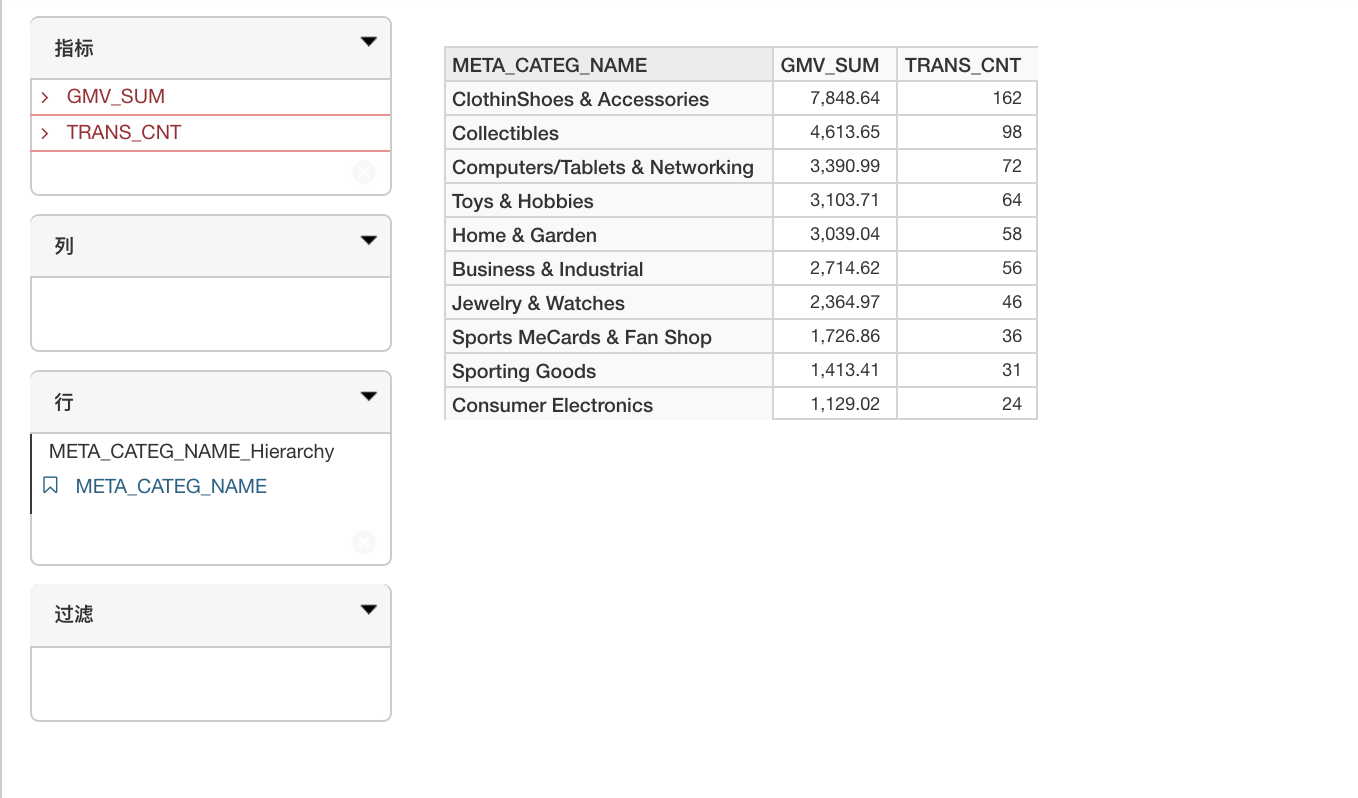 指标
GMV_SUM
TRANS_CNT
列
行
META_CATEG_NAME_Hierarchy
META_CATEG_NAME
过滤
META_CATEG_NAME GMV_SUM TRANS_CNT
ClothinShoes & Accessories 7,848.64 162
Collectibles 4,613.65 98
Computers/Tablets & Networking 3,390.99 72
Toys & Hobbies 3,103.71 64
Home & Garden 3,039.04 58
Business & Industrial 2,714.62 56
Jewelry & Watches 2,364.97 46
Sports MeCards & Fan Shop 1,726.86 36
Sporting Goods 1,413.41 31
Consumer Electronics 1,129.02 24